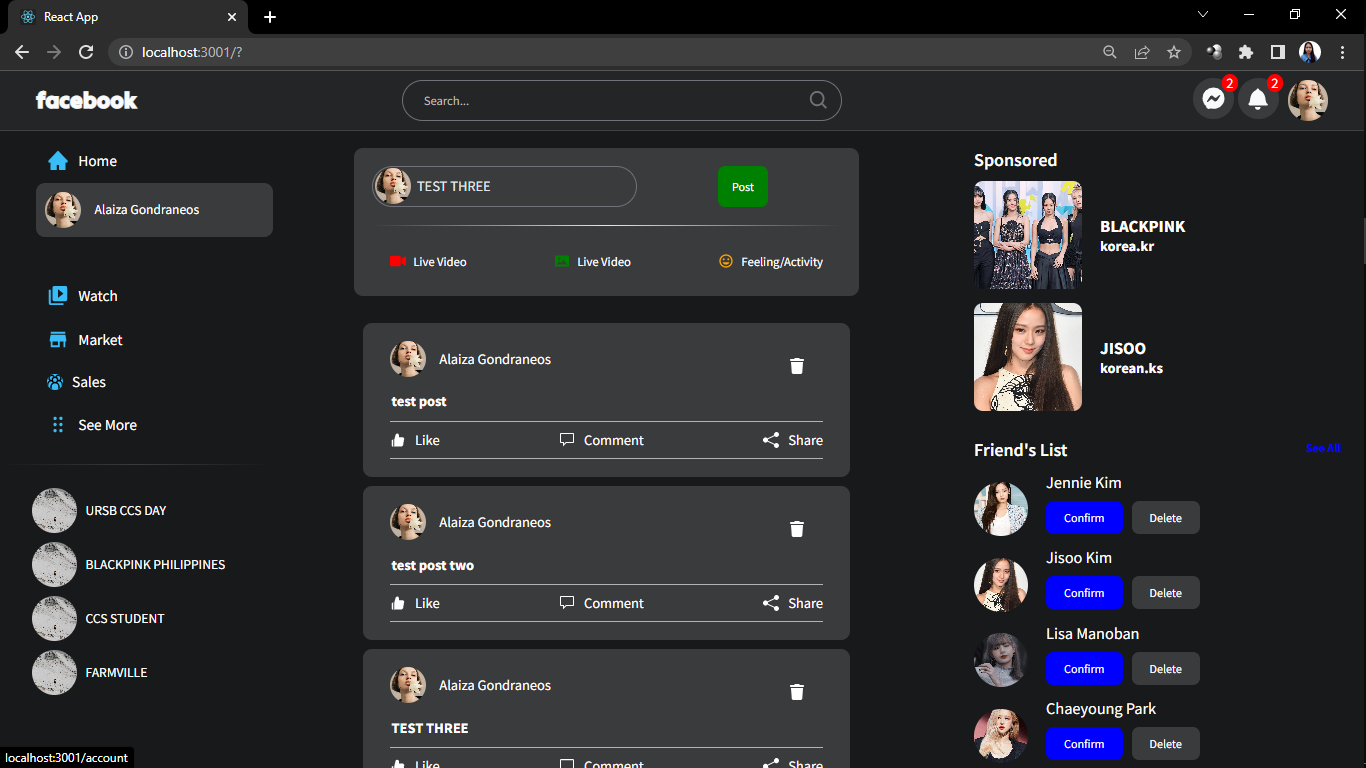 React App
localhost:3001/?
facebook
Search...
2
2
Home
Alaiza Gondraneos
Watch
Market
Sales
See More
URSB CCS DAY
BLACKPINK PHILIPPINES
CCS STUDENT
FARMVILLE
TEST THREE
Post
Live Video
Live Video
Feeling/Activity
Alaiza Gondraneos
test post
Like
Comment
Share
Alaiza Gondraneos
test post two
Like
Comment
Share
Alaiza Gondraneos
TEST THREE
Like
Comment
Share
Sponsored
BLACKPINK
korea.kr
JISOO
korean.ks
Friend's List
See All
Jennie Kim
Confirm
Delete
Jisoo Kim
Confirm
Delete
Lisa Manoban
Confirm
Delete
Chaeyoung Park
Confirm
Delete
localhost:3001/account